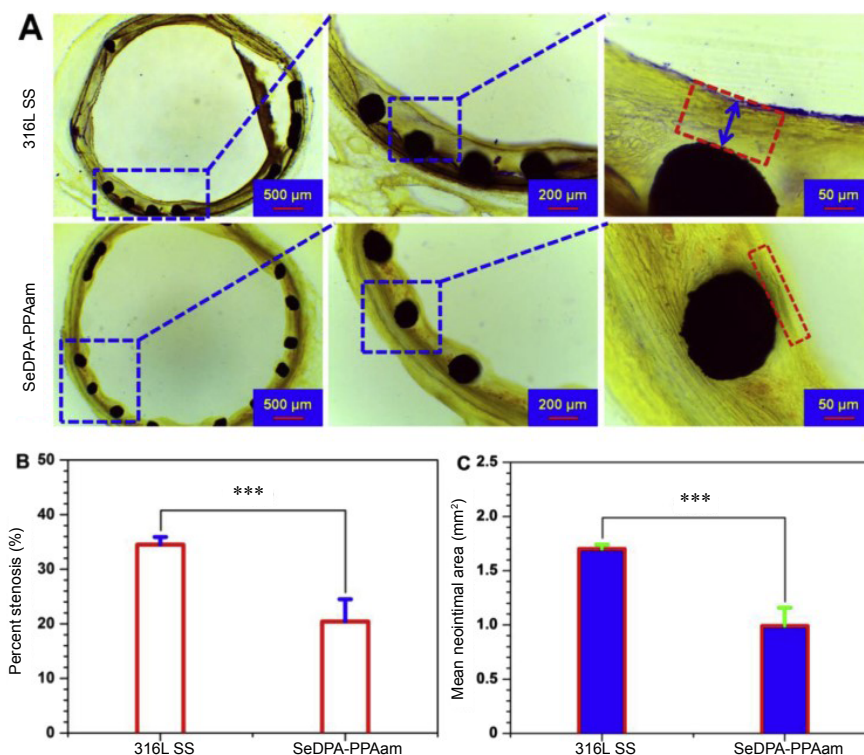 A
316L SS
500 µm
200 µm
50 µm
SeDPA-PPAam
500 µm
200 µm
50 µm
B
Percent stenosis (%)
50
40
30
20
10
0
***
316L SS
SeDPA-PPAam
C
Mean neointimal area (mm²)
2.5
2.0
1.5
1.0
0.5
0
***
316L SS
SeDPA-PPAam